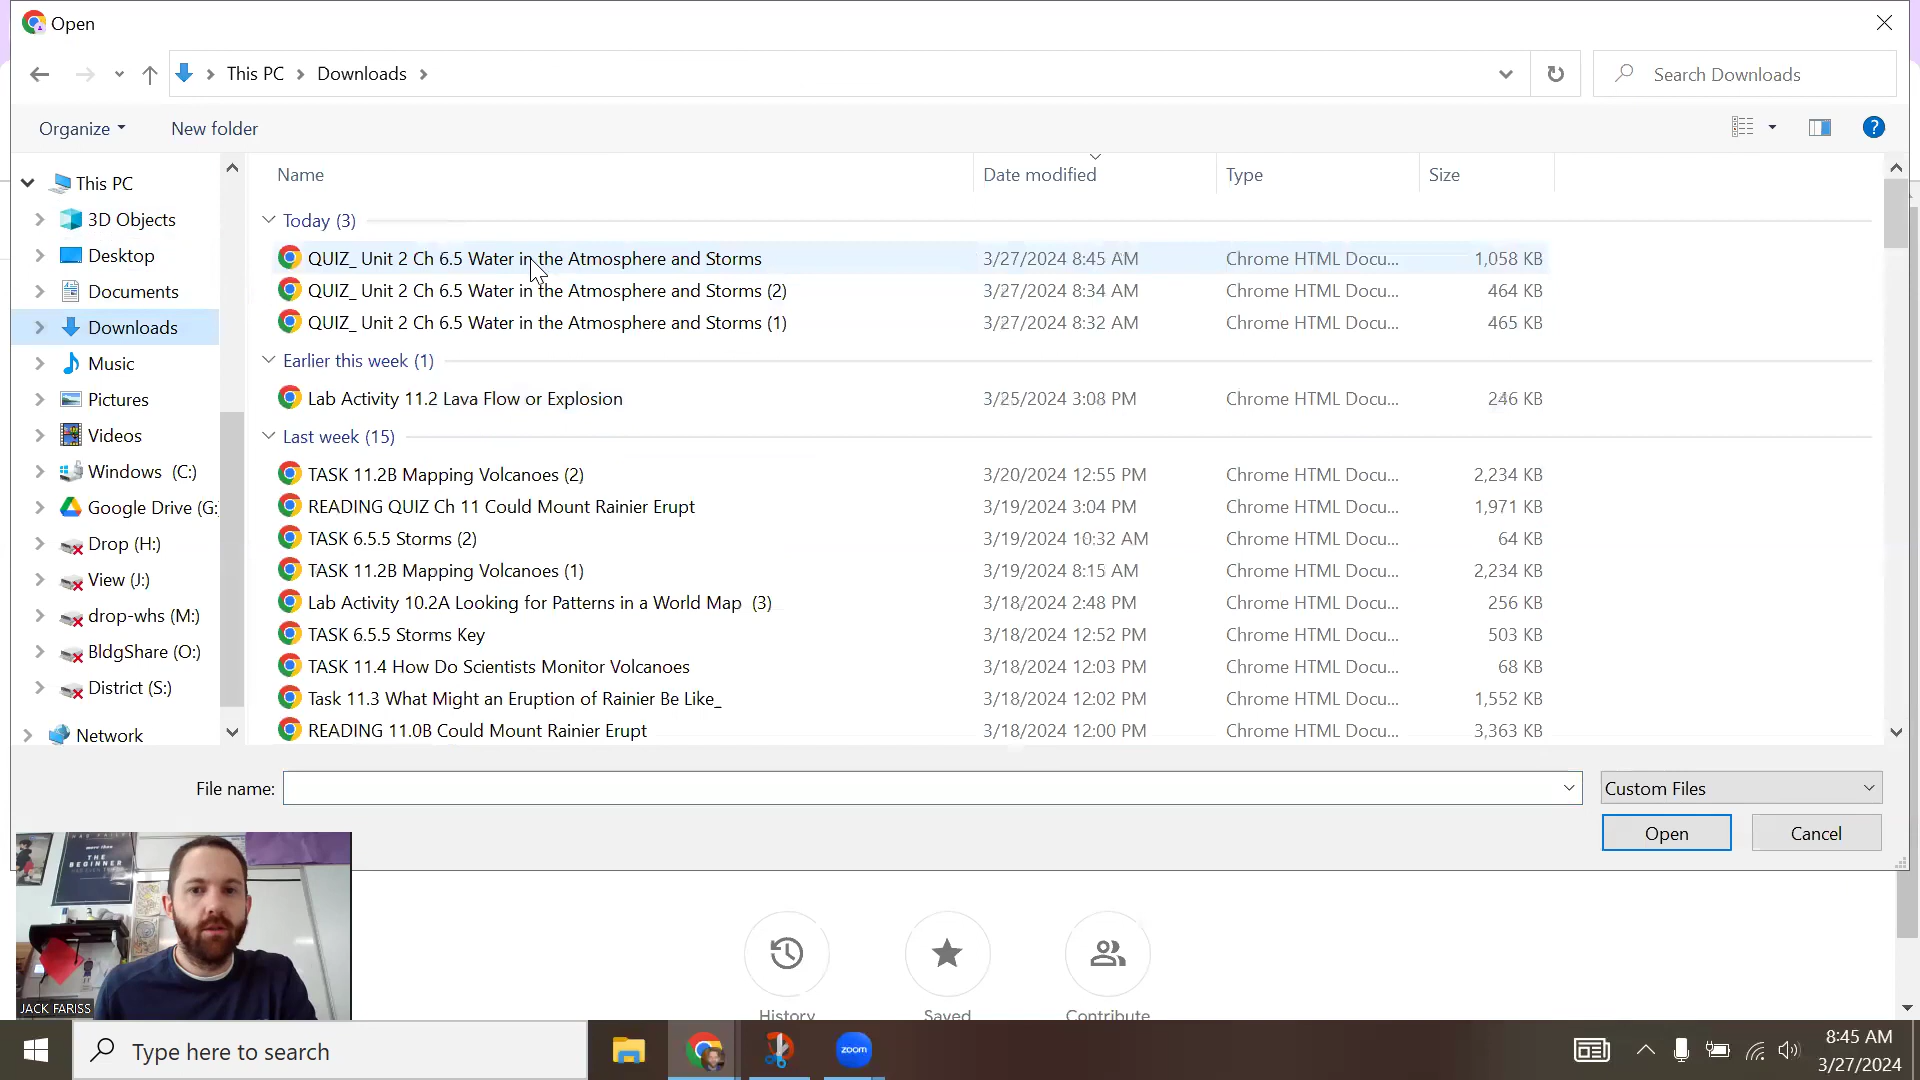 Open
This PC > Downloads >
Search Downloads
Organize
New folder
Name
Date modified
Type
Size
This PC
3D Objects
Desktop
Documents
Downloads
Music
Pictures
Videos
Windows (C:)
Google Drive (G:
Drop (H:)
View (J:)
drop-whs (M:)
BldgShare (O:)
District (S:)
Network
Today (3)
QUIZ_ Unit 2 Ch 6.5 Water in the Atmosphere and Storms 3/27/2024 8:45 AM Chrome HTML Docu... 1,058 KB
QUIZ_ Unit 2 Ch 6.5 Water in the Atmosphere and Storms (2) 3/27/2024 8:34 AM Chrome HTML Docu... 464 KB
QUIZ_ Unit 2 Ch 6.5 Water in the Atmosphere and Storms (1) 3/27/2024 8:32 AM Chrome HTML Docu... 465 KB
Earlier this week (1)
Lab Activity 11.2 Lava Flow or Explosion 3/25/2024 3:08 PM Chrome HTML Docu... 246 KB
Last week (15)
TASK 11.2B Mapping Volcanoes (2) 3/20/2024 12:55 PM Chrome HTML Docu... 2,234 KB
READING QUIZ Ch 11 Could Mount Rainier Erupt 3/19/2024 3:04 PM Chrome HTML Docu... 1,971 KB
TASK 6.5.5 Storms (2) 3/19/2024 10:32 AM Chrome HTML Docu... 64 KB
TASK 11.2B Mapping Volcanoes (1) 3/19/2024 8:15 AM Chrome HTML Docu... 2,234 KB
Lab Activity 10.2A Looking for Patterns in a World Map (3) 3/18/2024 2:48 PM Chrome HTML Docu... 256 KB
TASK 6.5.5 Storms Key 3/18/2024 12:52 PM Chrome HTML Docu... 503 KB
TASK 11.4 How Do Scientists Monitor Volcanoes 3/18/2024 12:03 PM Chrome HTML Docu... 68 KB
Task 11.3 What Might an Eruption of Rainier Be Like_ 3/18/2024 12:02 PM Chrome HTML Docu... 1,552 KB
READING 11.0B Could Mount Rainier Erupt 3/18/2024 12:00 PM Chrome HTML Docu... 3,363 KB
File name:
Custom Files
Open
Cancel
more than
THE
BEGINNER
JACK FARISS
History
Saved
Contribute
Type here to search
zoom
8:45 AM
3/27/2024